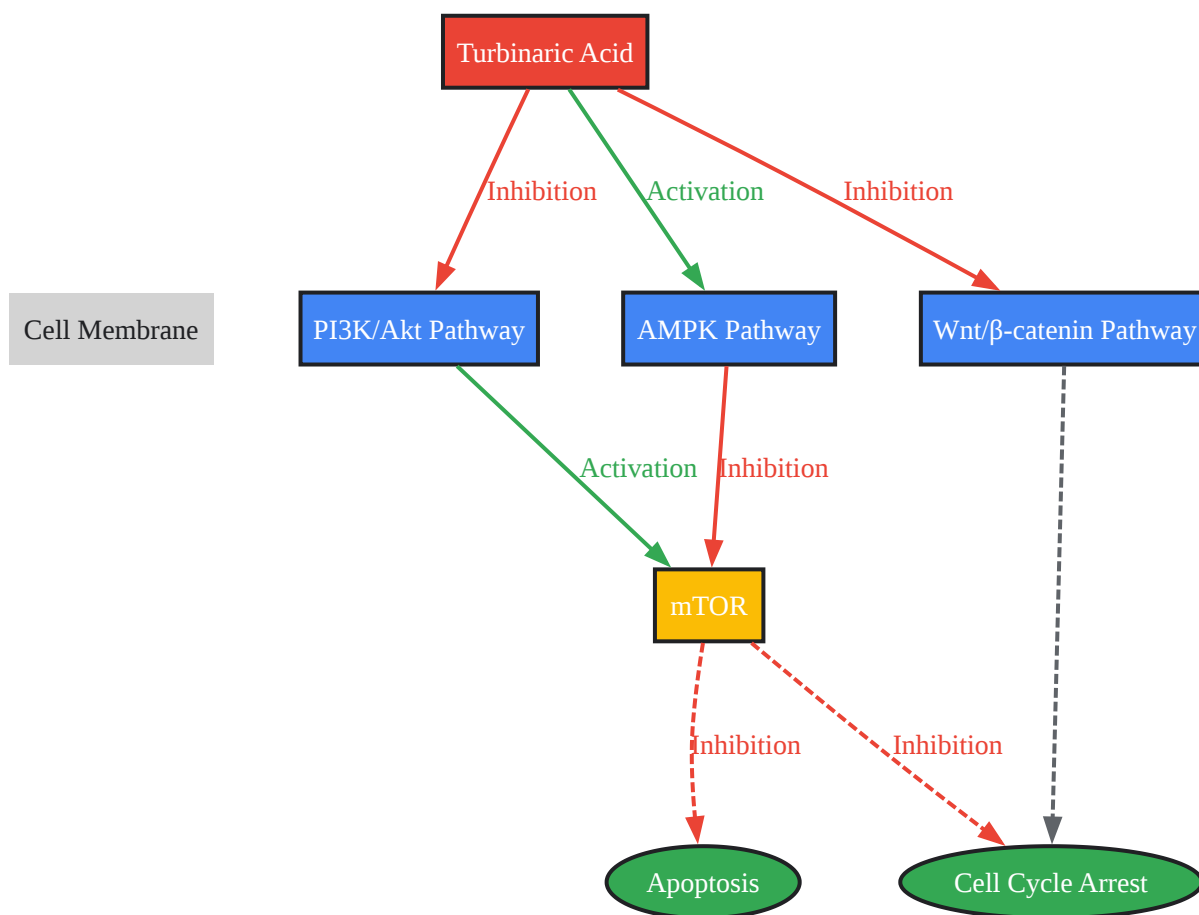 Turbinaric Acid
Inhibition
Activation
Inhibition
Cell Membrane
PI3K/Akt Pathway
AMPK Pathway
Wnt/β-catenin Pathway
Activation
Inhibition
mTOR
Inhibition
Inhibition
Apoptosis
Cell Cycle Arrest